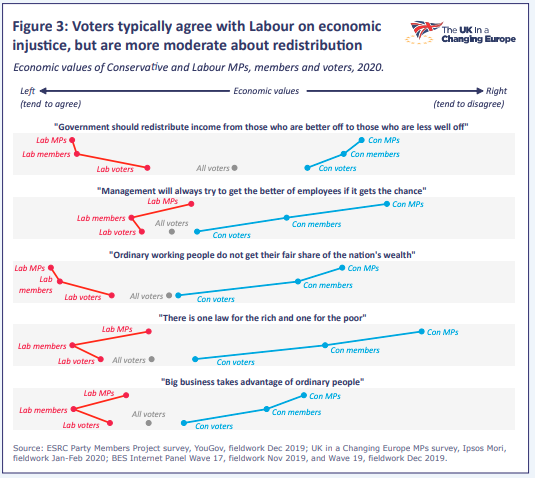 Figure 3: Voters typically agree with Labour on economic
injustice, but are more moderate about redistribution
The UK in a
Changing Europe
Economic values of Conservative and Labour MPs, members and voters, 2020.
Left Economic values Right
(tend to agree) (tend to disagree)
"Government should redistribute income from those who are better off to those who are less well off"
Lab MPs Con MPs
Lab members Con members
Lab voters All voters Con voters
"Management will always try to get the better of employees if it gets the chance"
Lab MPs Con MPs
Lab members Con members
Lab voters All voters Con voters
"Ordinary working people do not get their fair share of the nation's wealth"
Lab MPs Con MPs
Lab members Con members
Lab voters All voters Con voters
"There is one law for the rich and one for the poor"
Lab MPs Con MPs
Lab members Con members
Lab voters All voters Con voters
"Big business takes advantage of ordinary people"
Lab MPs Con MPs
Lab members Con members
All voters
Lab voters Con voters
Source: ESRC Party Members Project survey, YouGov, fieldwork Dec 2019; UK in a Changing Europe MPs survey, Ipsos Mori,
fieldwork Jan-Feb 2020; BES Internet Panel Wave 17, fieldwork Nov 2019, and Wave 19, fieldwork Dec 2019.